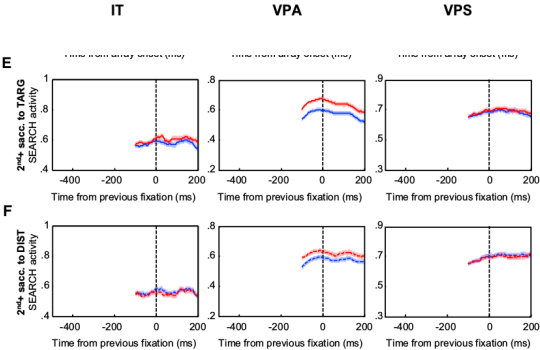 IT VPA VPS
E
2nd+ sacc. to TARG
SEARCH activity
1 .8 .9
.8 .6 .7
.6 .4 .5
.4 .2 .3
-400 -200 0 200 -400 -200 0 200 -400 -200 0 200
Time from previous fixation (ms) Time from previous fixation (ms) Time from previous fixation (ms)
F
2nd+ sacc. to DIST
SEARCH activity
1 .8 .9
.8 .6 .7
.6 .4 .5
.4 .2 .3
-400 -200 0 200 -400 -200 0 200 -400 -200 0 200
Time from previous fixation (ms) Time from previous fixation (ms) Time from previous fixation (ms)